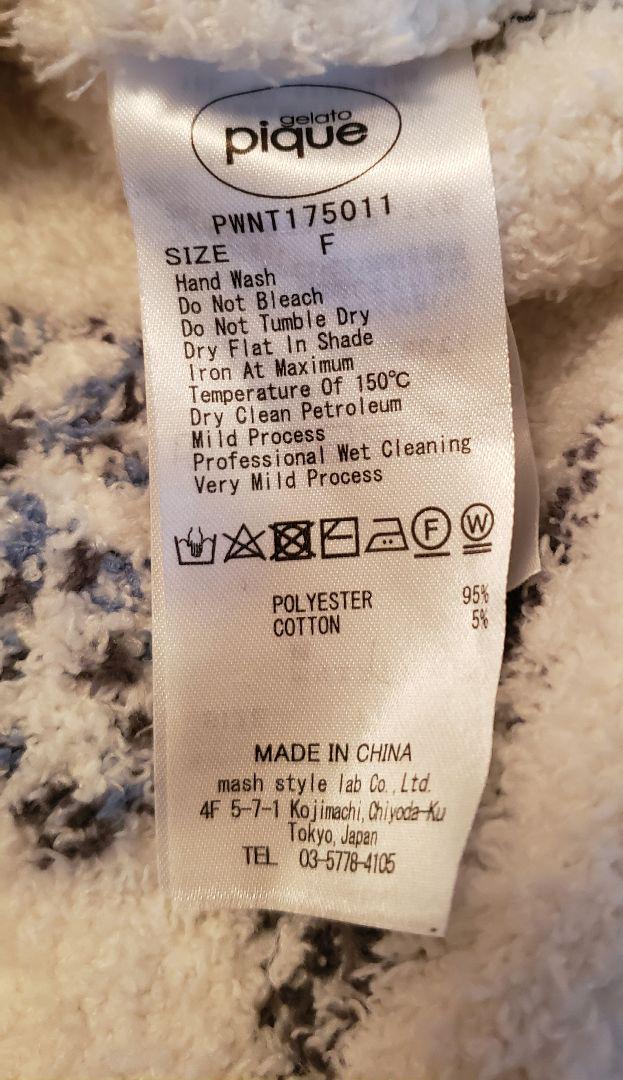 gelato
pique
PWNT175011
SIZE F
Hand Wash
Do Not Bleach
Do Not Tumble Dry
Dry Flat In Shade
Iron At Maximum
Temperature Of 150℃
Dry Clean Petroleum
Mild Process
Professional Wet Cleaning
Very Mild Process
F W
POLYESTER 95%
COTTON 5%
MADE IN CHINA
mash style lab Co.,Ltd.
4F 5-7-1 Kojimachi,Chiyoda-Ku
Tokyo,Japan
TEL 03-5778-4105